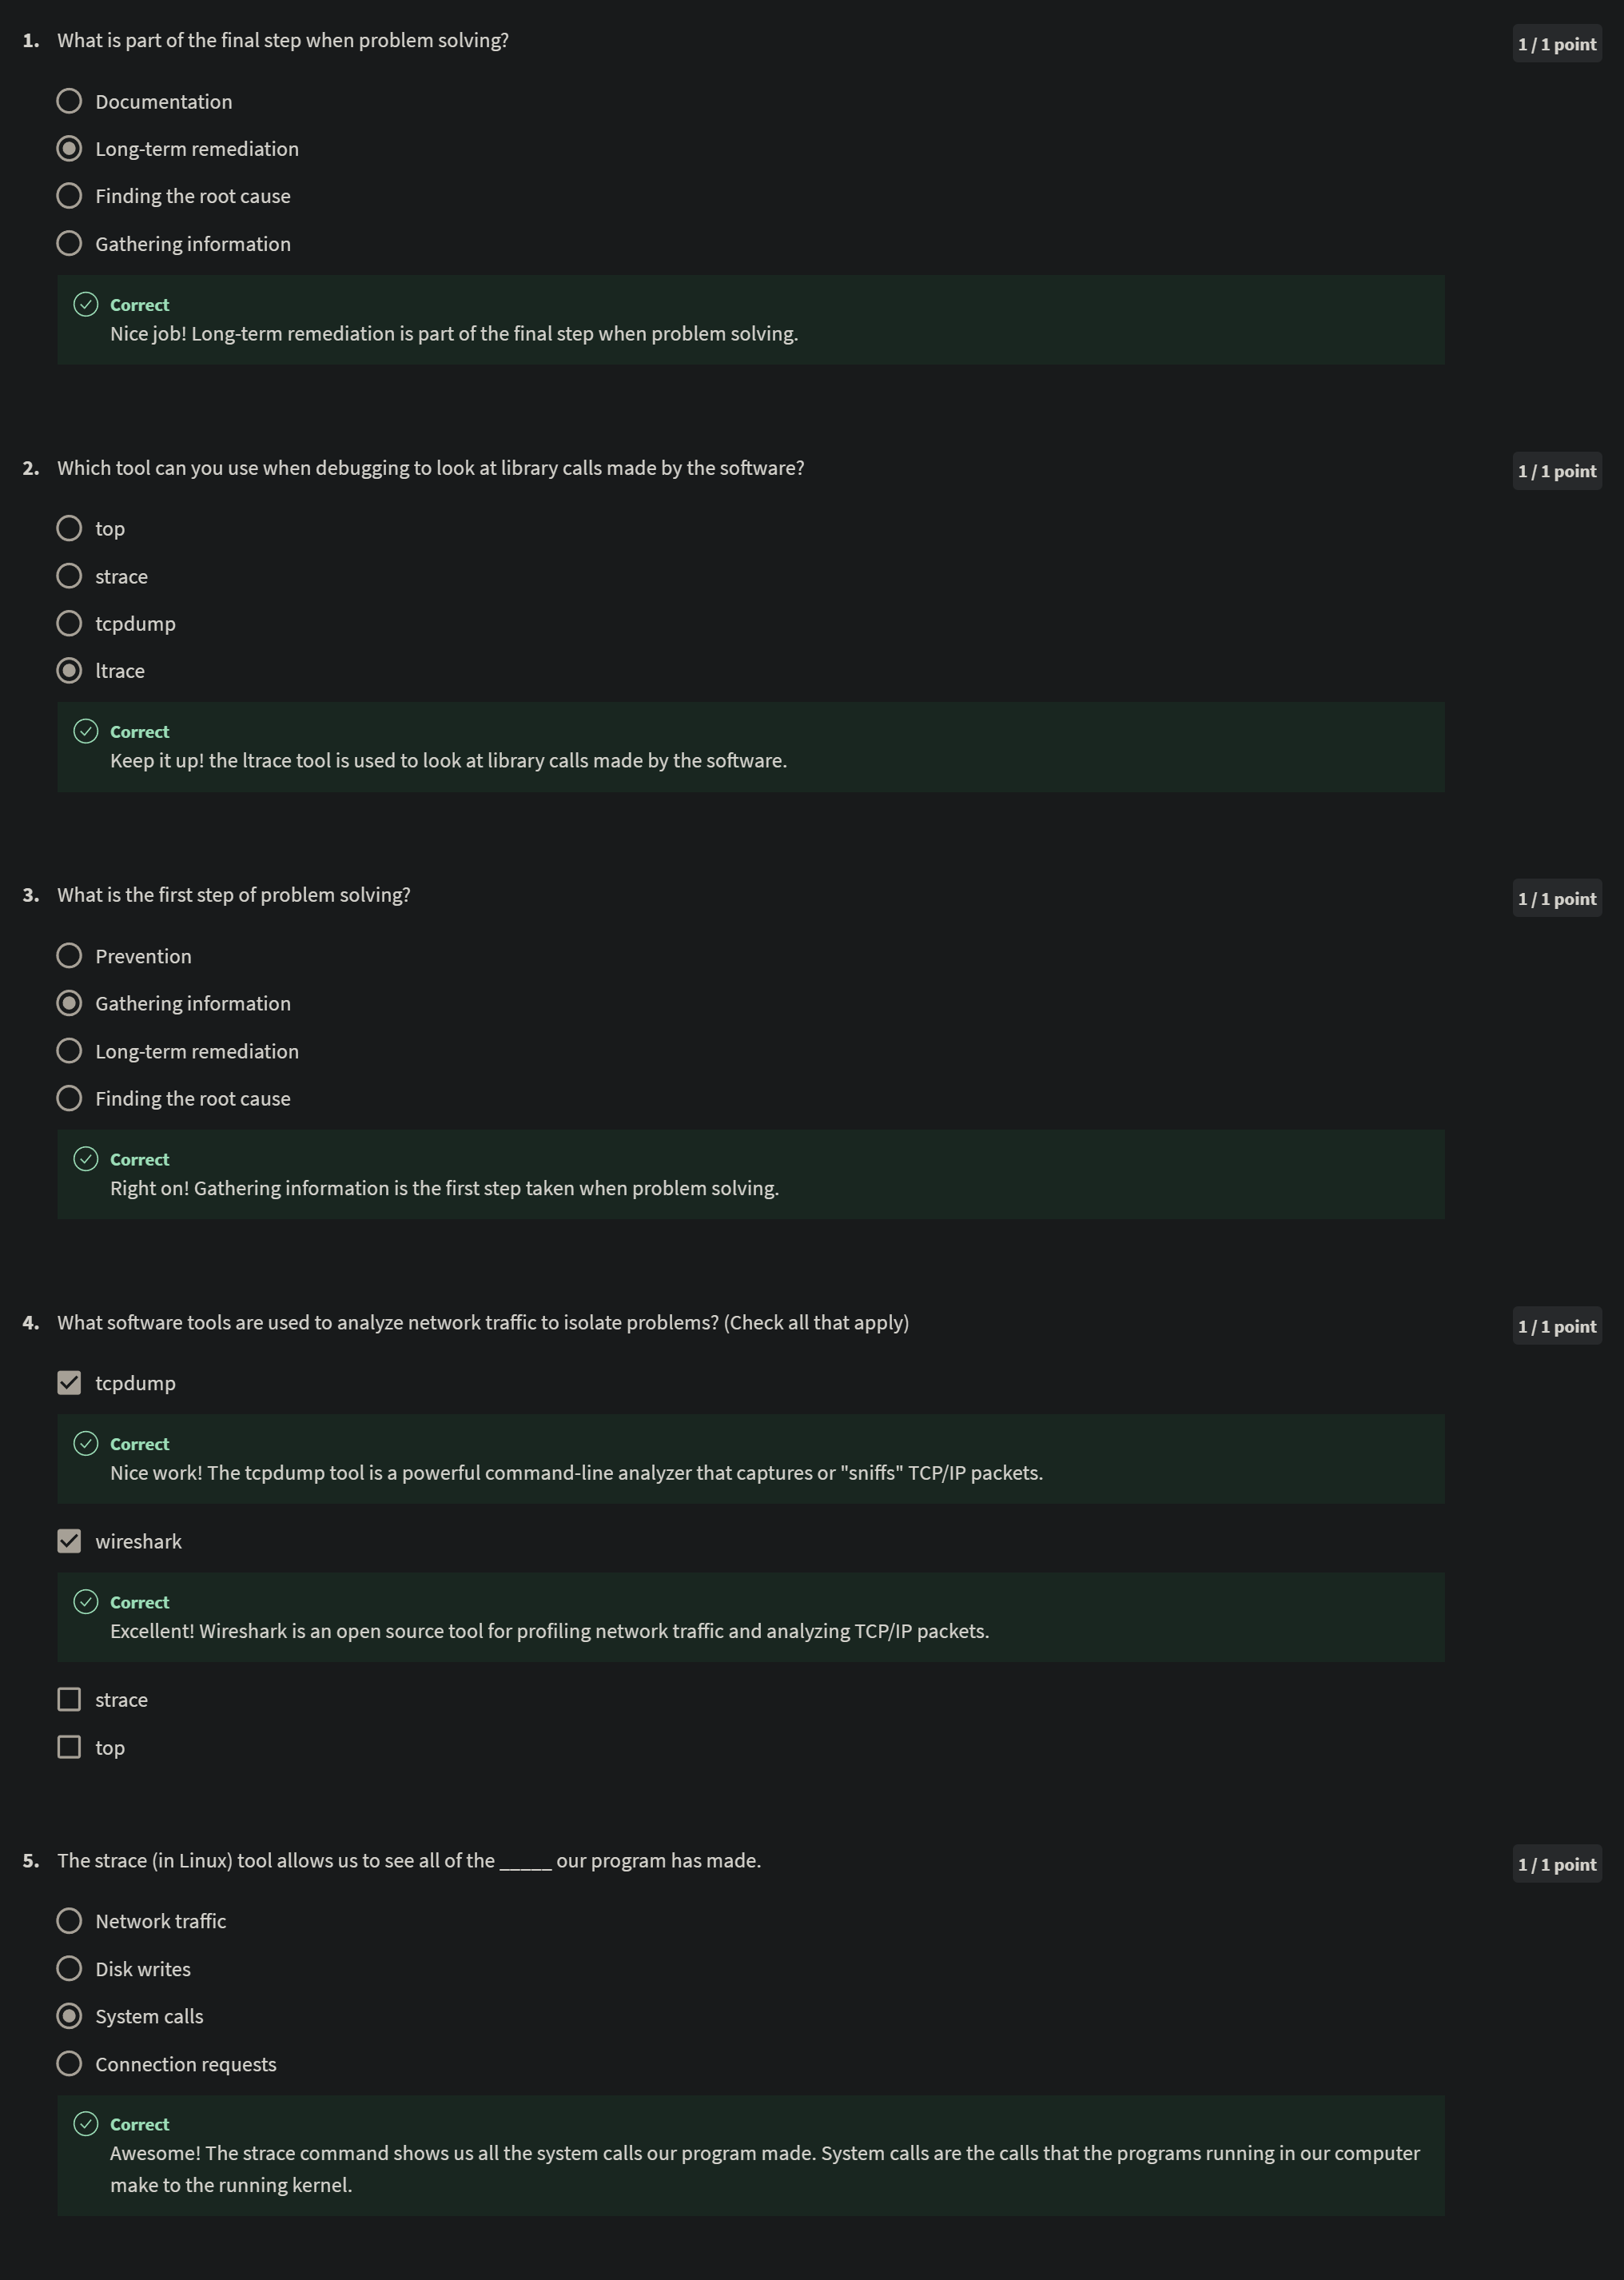 1. What is part of the final step when problem solving?
1 / 1 point
Documentation
Long-term remediation
Finding the root cause
Gathering information
Correct
Nice job! Long-term remediation is part of the final step when problem solving.
2. Which tool can you use when debugging to look at library calls made by the software?
1 / 1 point
top
strace
tcpdump
ltrace
Correct
Keep it up! the ltrace tool is used to look at library calls made by the software.
3. What is the first step of problem solving?
1 / 1 point
Prevention
Gathering information
Long-term remediation
Finding the root cause
Correct
Right on! Gathering information is the first step taken when problem solving.
4. What software tools are used to analyze network traffic to isolate problems? (Check all that apply)
1 / 1 point
tcpdump
Correct
Nice work! The tcpdump tool is a powerful command-line analyzer that captures or "sniffs" TCP/IP packets.
wireshark
Correct
Excellent! Wireshark is an open source tool for profiling network traffic and analyzing TCP/IP packets.
strace
top
5. The strace (in Linux) tool allows us to see all of the _____ our program has made.
1 / 1 point
Network traffic
Disk writes
System calls
Connection requests
Correct
Awesome! The strace command shows us all the system calls our program made. System calls are the calls that the programs running in our computer
make to the running kernel.